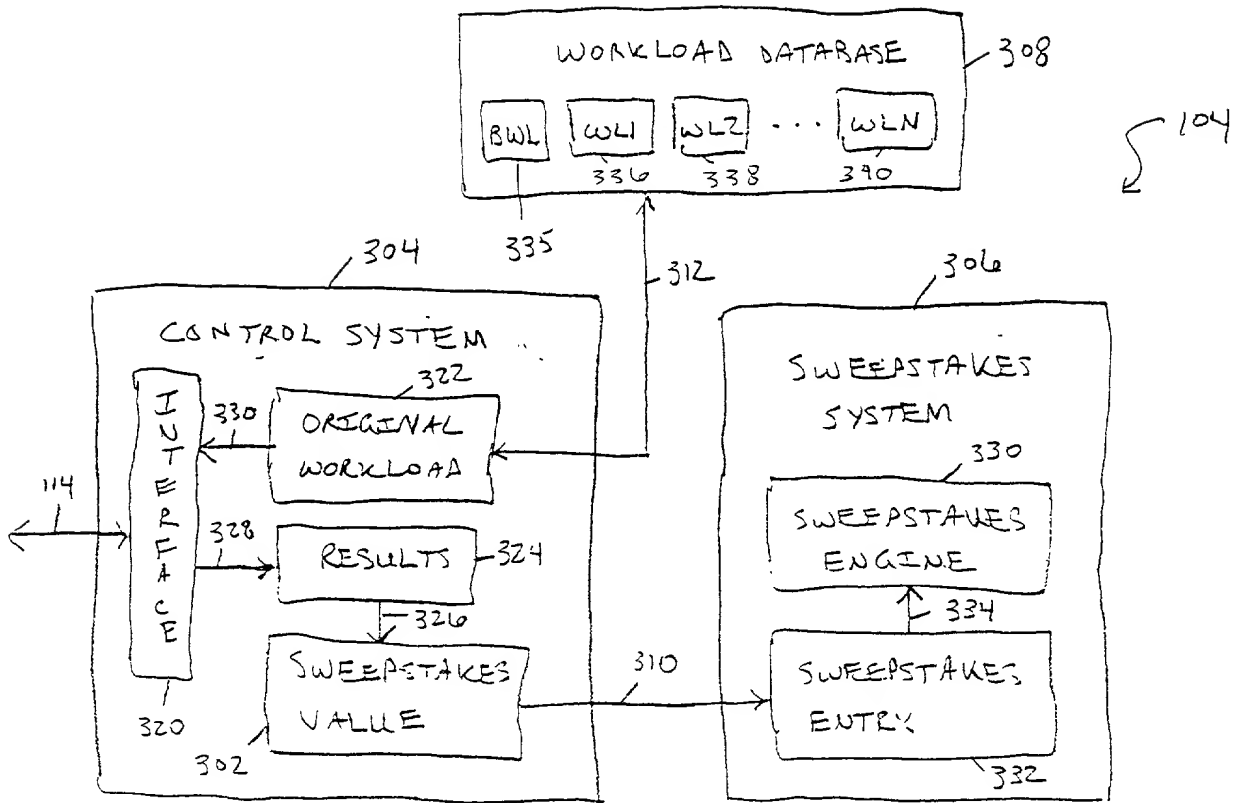 WORKLOAD DATABASE
308
BWL
WL1
WL2
...
WLN
104
336
338
390
335
304
312
306
CONTROL SYSTEM
SWEEPSTAKES
SYSTEM
322
INTERFACE
330
ORIGINAL
WORKLOAD
330
114
328
RESULTS
324
SWEEPSTAKES
ENGINE
326
334
SWEEPSTAKES
VALUE
310
SWEEPSTAKES
ENTRY
320
302
332